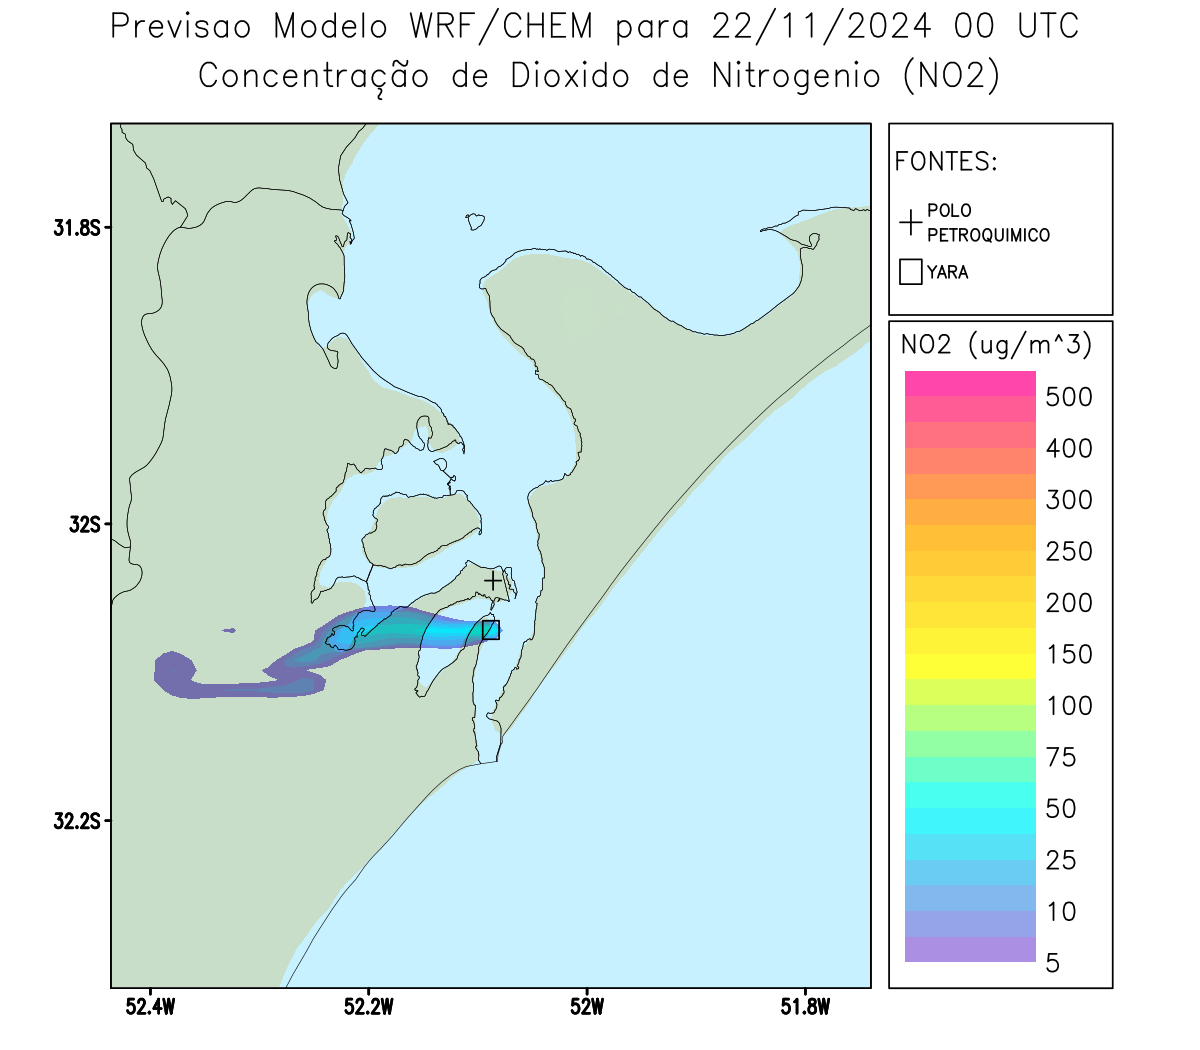 Previsao Modelo WRF/CHEM para 22/11/2024 00 UTC
Concentração de Dioxido de Nitrogenio (NO2)
FONTES:
POLO
PETROQUIMICO
YARA
NO2 (ug/m^3)
500
400
300
250
200
150
100
75
50
25
10
5
31.8S
32S
32.2S
52.4W
52.2W
52W
51.8W